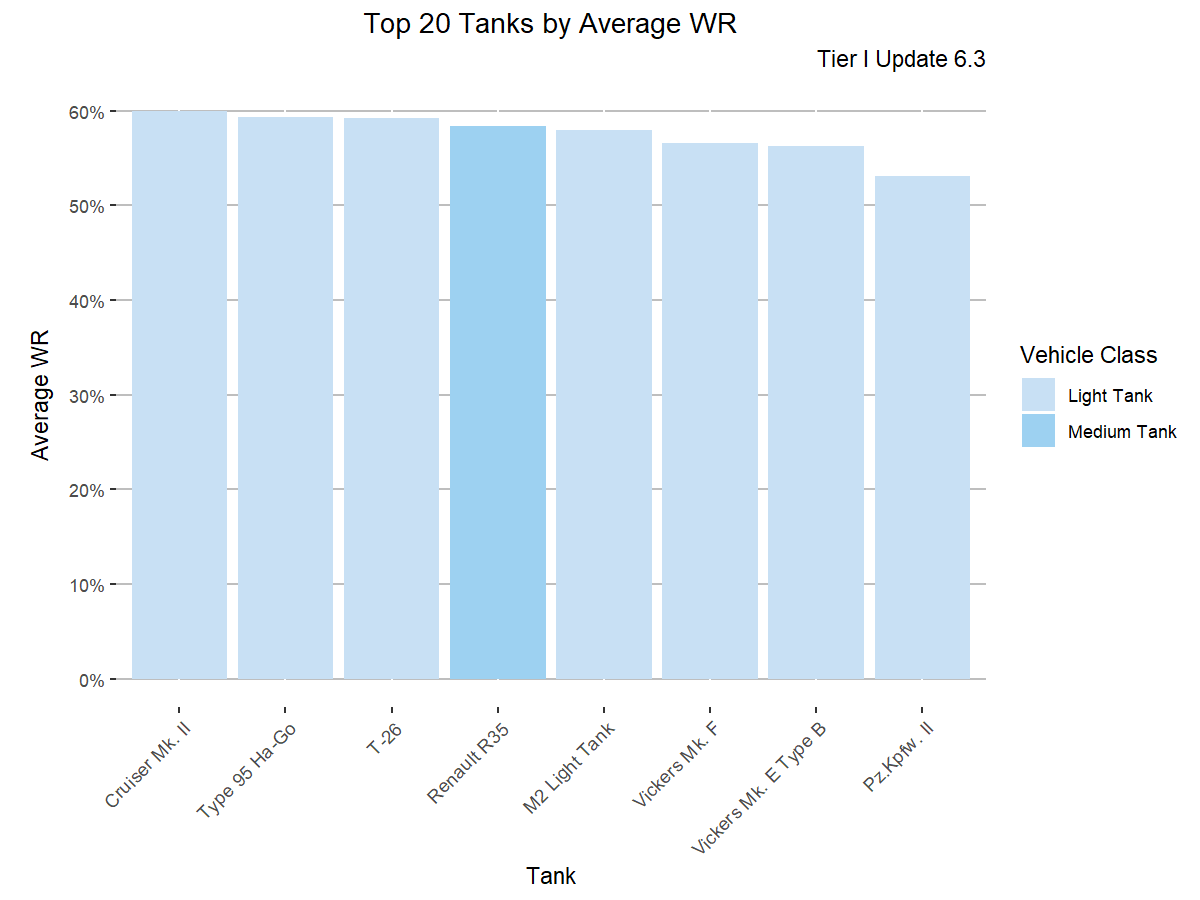 Top 20 Tanks by Average WR
Tier I Update 6.3
60%
50%
40%
30%
20%
10%
0%
Average WR
Cruiser Mk. II
Type 95 Ha-Go
T-26
Renault R35
M2 Light Tank
Vickers Mk. F
Vickers Mk. E Type B
Pz.Kpfw. II
Tank
Vehicle Class
Light Tank
Medium Tank